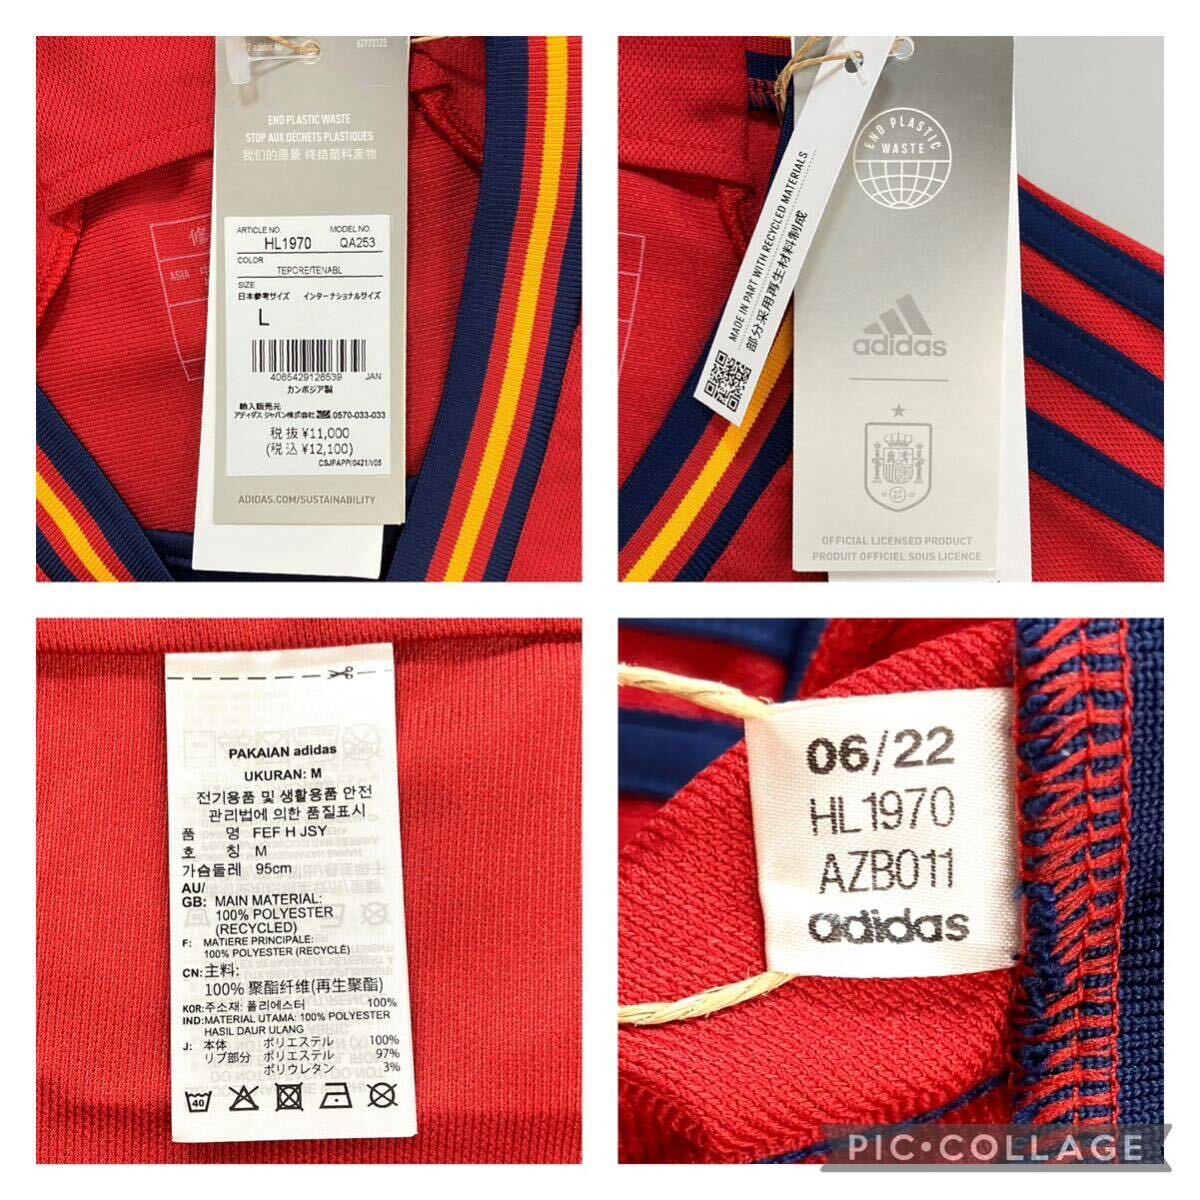 62773123
END PLASTIC WASTE
STOP AUX DÉCHETS PLASTIQUES
我们的愿景 终结塑料废物
ARTICLE NO. MODEL NO.
HL1970 QA253
COLOR
TEPORE/TENABL
SIZE
日本参考サイズ インターナショナルサイズ
L
4065429126539 JAN
カンボジア製
輸入販売元
アディダス ジャパン株式会社 0570-033-033
税抜 ¥11,000
(税込 ¥12,100)
CSJPAPP/0421/V05
ADIDAS.COM/SUSTAINABILITY
ASIA
MADE IN PART WITH RECYCLED MATERIALS
部分采用再生材料制成
END PLASTIC
WASTE
adidas
OFFICIAL LICENSED PRODUCT
PRODUIT OFFICIEL SOUS LICENCE
PAKAIAN adidas
UKURAN: M
전기용품 및 생활용품 안전
관리법에 의한 품질표시
품 명 FEF H JSY
호 칭 M
가슴둘레 95cm
AU/
GB: MAIN MATERIAL:
100% POLYESTER
(RECYCLED)
F: MATIERE PRINCIPALE:
100% POLYESTER (RECYCLÉ)
CN: 主料:
100% 聚酯纤维(再生聚酯)
KOR: 주소재: 폴리에스터 100%
IND: MATERIAL UTAMA: 100% POLYESTER
HASIL DAUR ULANG
J: 本体 ポリエステル 100%
リブ部分 ポリエステル 97%
ポリウレタン 3%
40
06/22
HL1970
AZB011
adidas
PIC•COLLAGE